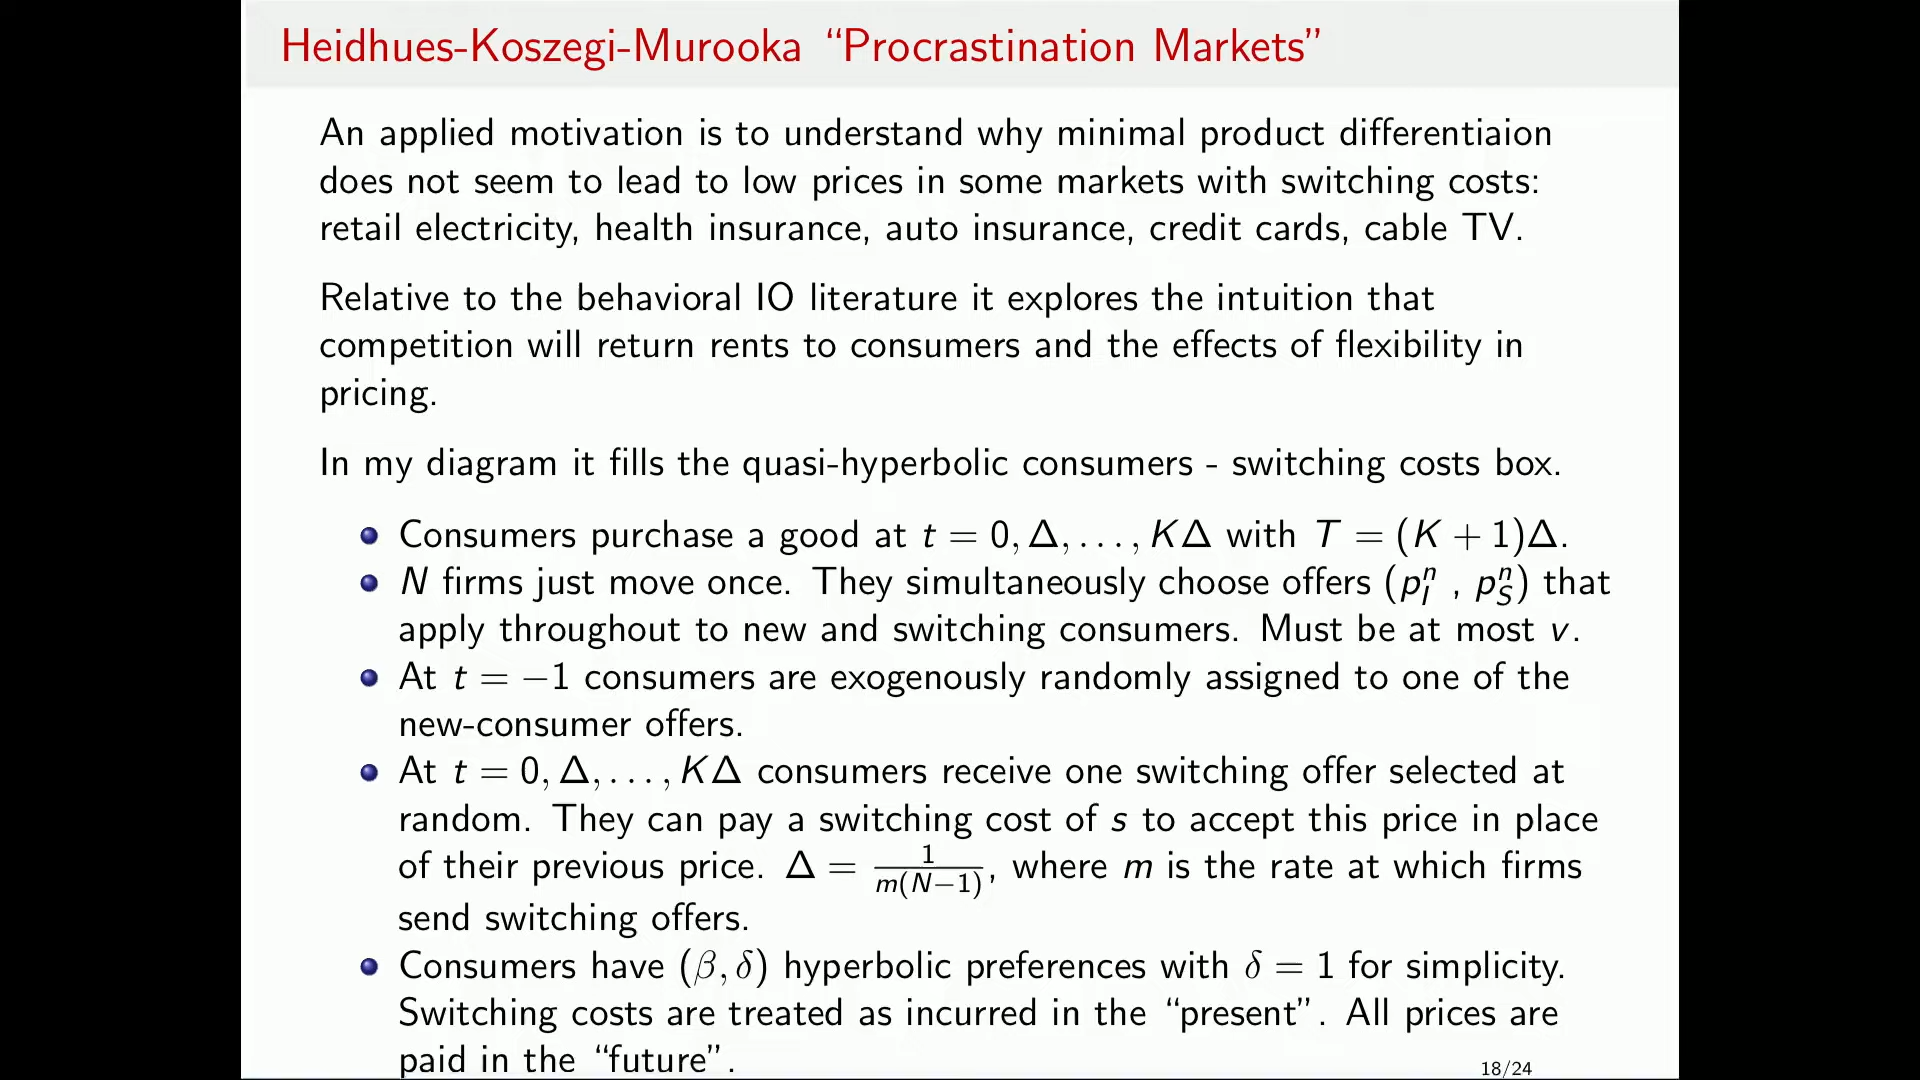 Heidhues-Koszegi-Murooka “Procrastination Markets”
An applied motivation is to understand why minimal product differentiaion
does not seem to lead to low prices in some markets with switching costs:
retail electricity, health insurance, auto insurance, credit cards, cable TV.
Relative to the behavioral IO literature it explores the intuition that
competition will return rents to consumers and the effects of flexibility in
pricing.
In my diagram it fills the quasi-hyperbolic consumers - switching costs box.
Consumers purchase a good at t = 0, Δ, . . . , KΔ with T = (K + 1)Δ.
N firms just move once. They simultaneously choose offers (p_I^n , p_S^n) that
apply throughout to new and switching consumers. Must be at most v.
At t = −1 consumers are exogenously randomly assigned to one of the
new-consumer offers.
At t = 0, Δ, . . . , KΔ consumers receive one switching offer selected at
random. They can pay a switching cost of s to accept this price in place
of their previous price. Δ = 1/m(N−1), where m is the rate at which firms
send switching offers.
Consumers have (β, δ) hyperbolic preferences with δ = 1 for simplicity.
Switching costs are treated as incurred in the “present”. All prices are
paid in the “future”.
18/24